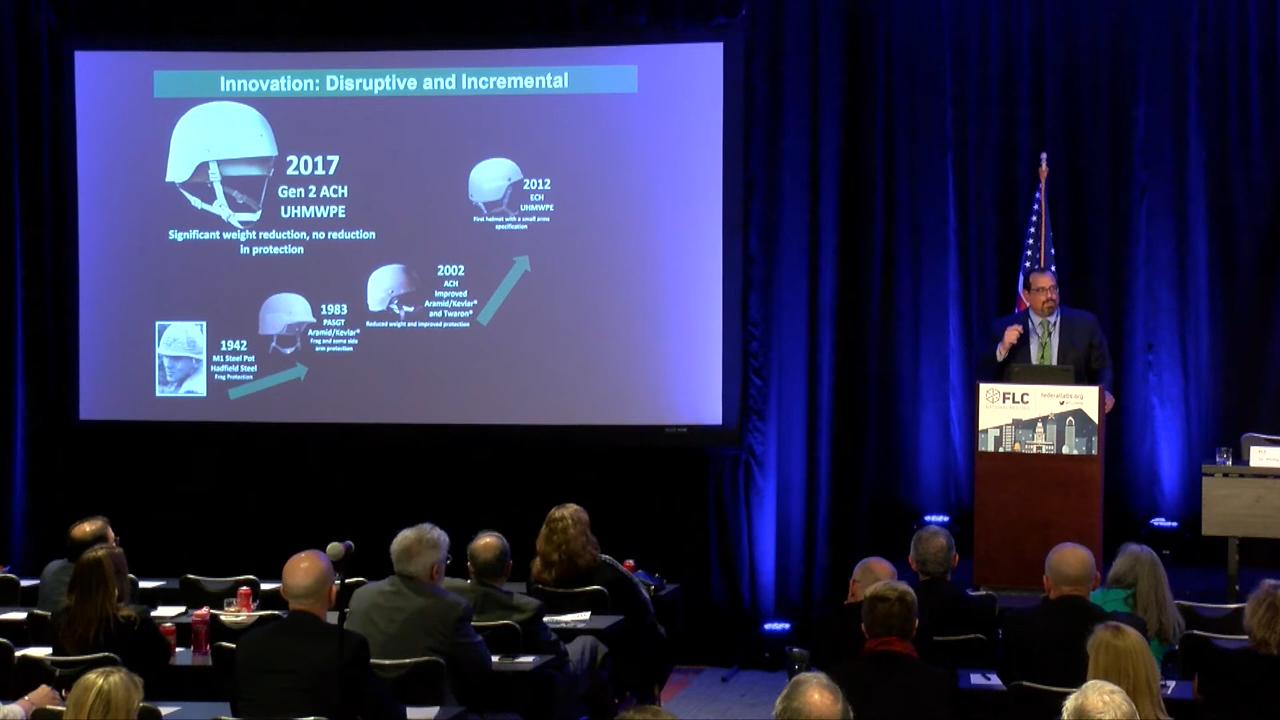 Innovation: Disruptive and Incremental
2017
Gen 2 ACH
UHMWPE
Significant weight reduction, no reduction
in protection
2012
ECH
UHMWPE
First helmet with a small arms
specification
2002
ACH
Improved
Aramid/Kevlar®
and Twaron®
Reduced weight and improved protection
1983
PASGT
Aramid/Kevlar®
Frag and some side
arm protection
1942
M1 Steel Pot
Hadfield Steel
Frag Protection
FLC
NATIONAL MEETING
federallabs.org